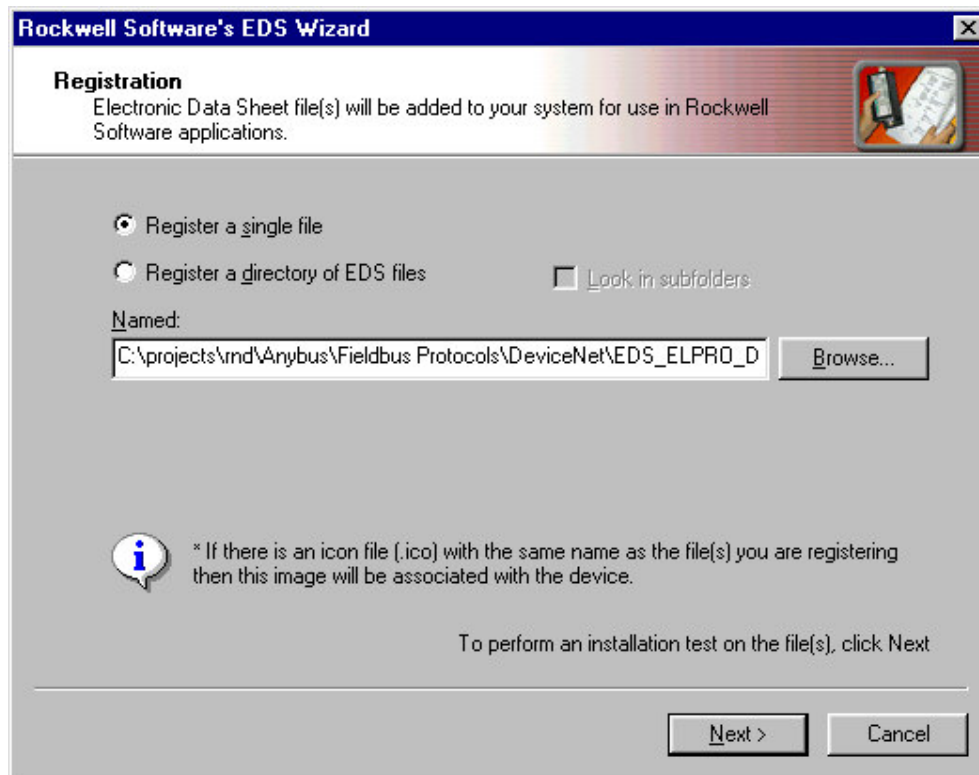 Rockwell Software's EDS Wizard
Registration
Electronic Data Sheet file(s) will be added to your system for use in Rockwell
Software applications.
Register a single file
Register a directory of EDS files
Look in subfolders
Named:
C:\projects\rnd\Anybus\Fieldbus Protocols\DeviceNet\EDS_ELPRO_D
Browse...
* If there is an icon file (.ico) with the same name as the file(s) you are registering
then this image will be associated with the device.
To perform an installation test on the file(s), click Next
Next >
Cancel